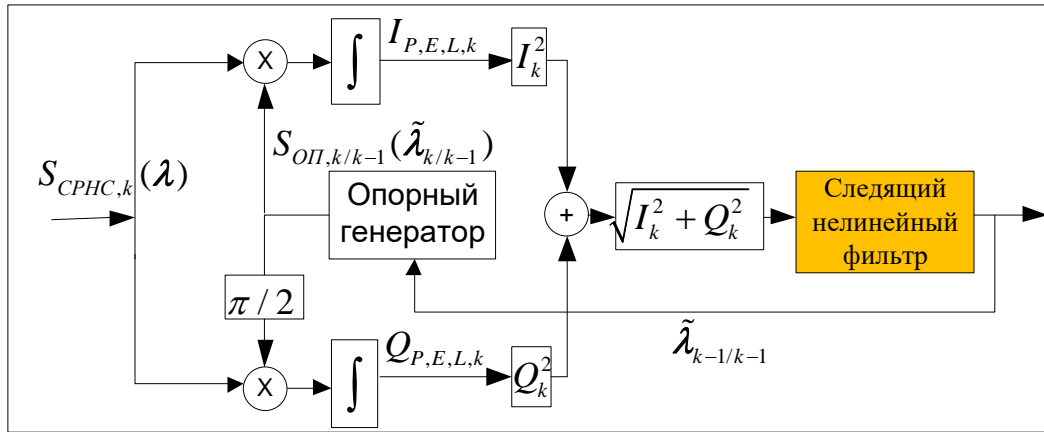 I_{P,E,L,k}
I_k^2
X
∫
S_{СРНС,k}(λ)
S_{ОП,k/k-1}(λ̃_{k/k-1})
Опорный
генератор
+
√(I_k^2 + Q_k^2)
Следящий
нелинейный
фильтр
π / 2
λ̃_{k-1/k-1}
X
∫
Q_{P,E,L,k}
Q_k^2